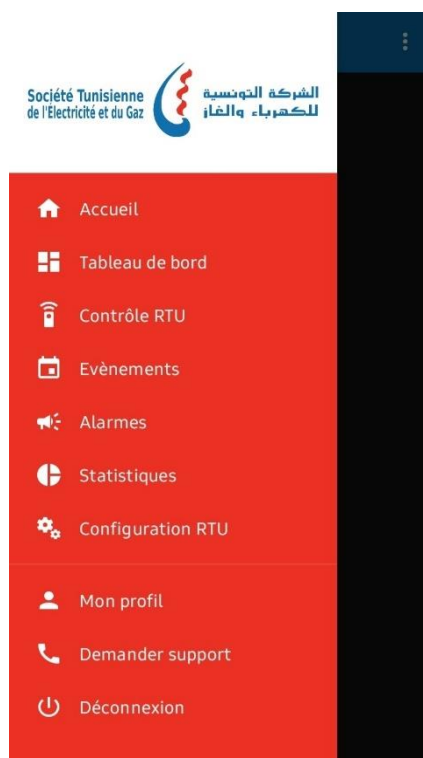 Société Tunisienne
de l'Électricité et du Gaz
الشركة التونسية
للكهرباء والغاز
Accueil
Tableau de bord
Contrôle RTU
Evènements
Alarmes
Statistiques
Configuration RTU
Mon profil
Demander support
Déconnexion